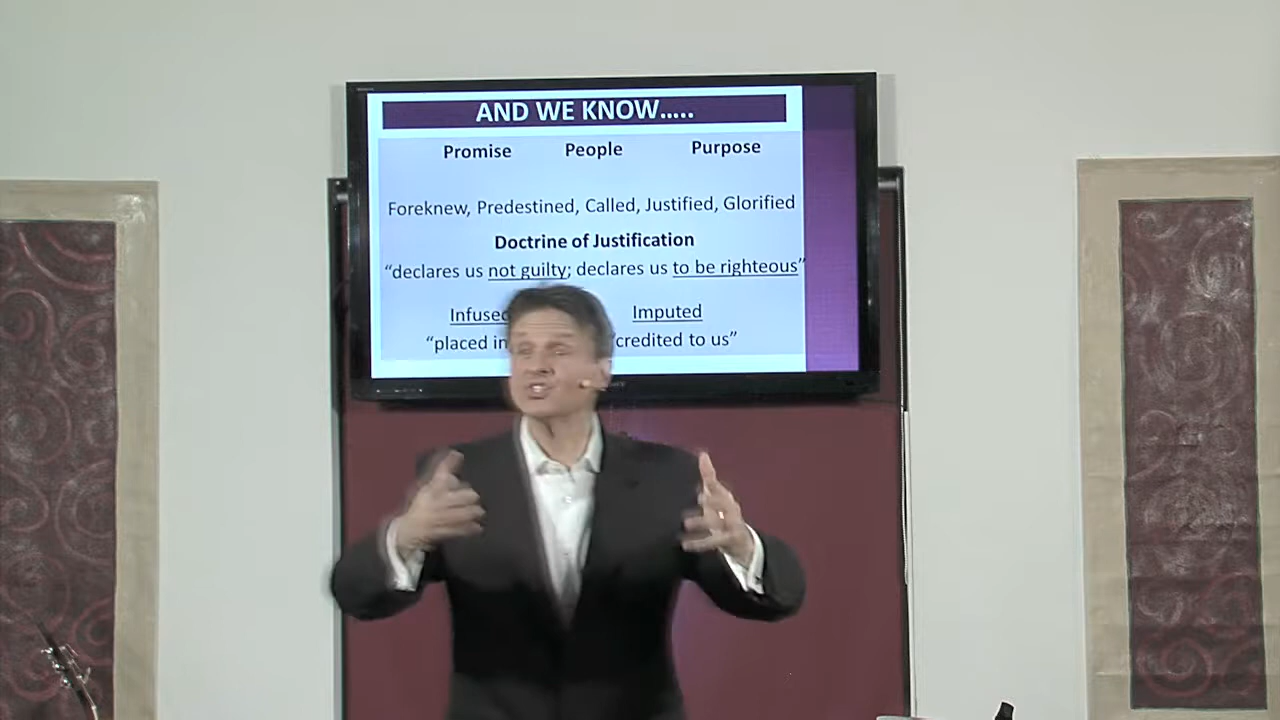 AND WE KNOW.....
Promise People Purpose
Foreknew, Predestined, Called, Justified, Glorified
Doctrine of Justification
“declares us not guilty; declares us to be righteous”
Infused Imputed
“placed in “credited to us”